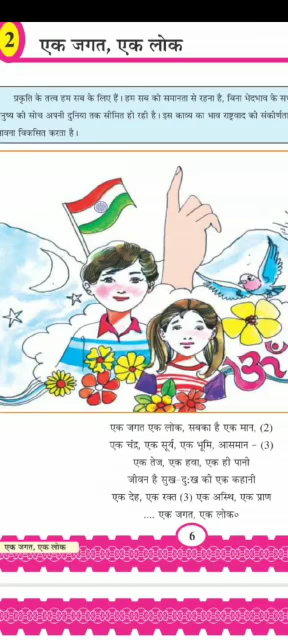 2
एक जगत, एक लोक
प्रकृति के तत्त्व हम सब के लिए हैं। हम सब को समानता से रहना है, बिना भेदभाव के
मनुष्य की सोच अपनी दुनिया तक सीमित हो रही है। इस काव्य का भाव राष्ट्रवाद की संकीर्णता
विकसित करता है।
एक जगत एक लोक, सबका है एक मान, (2)
एक चंद्र, एक सूर्य, एक भूमि, आसमान - (3)
एक तेज, एक हवा, एक ही पानी
जीवन है सुख-दुःख की एक कहानी
एक देह, एक रक्त (3) एक अस्थि, एक प्राण
.... एक जगत, एक लोक०
6
एक जगत, एक लोक